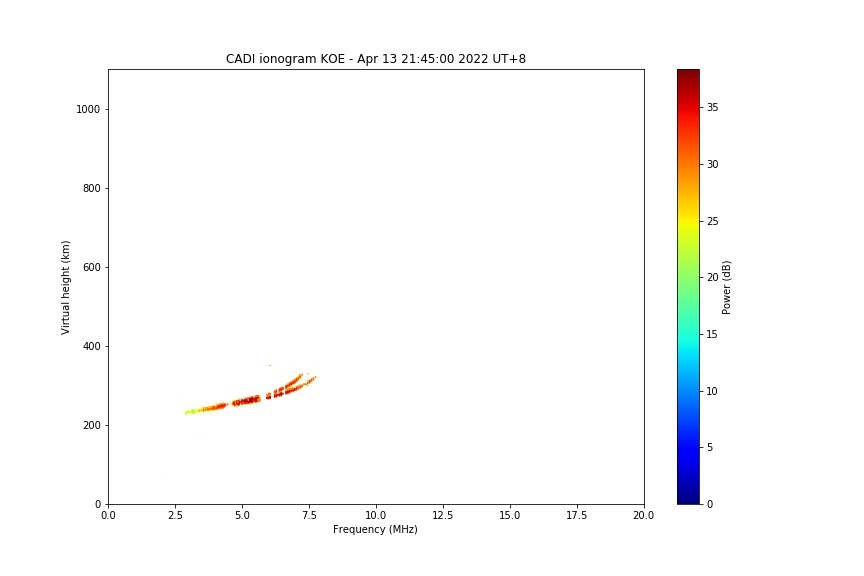 CADI ionogram KOE - Apr 13 21:45:00 2022 UT+8
1000
800
600
400
200
0
Virtual height (km)
0.0 2.5 5.0 7.5 10.0 12.5 15.0 17.5 20.0
Frequency (MHz)
35
30
25
20
15
10
5
0
Power (dB)